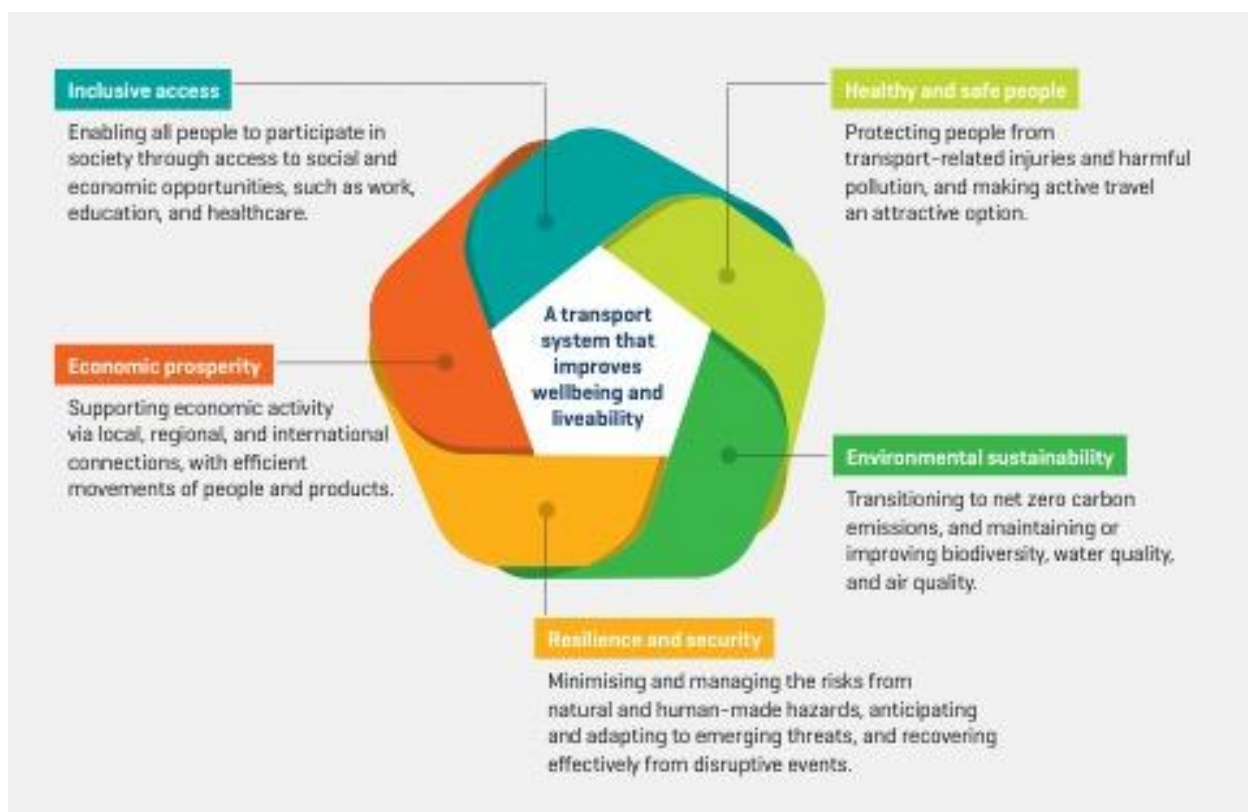 Inclusive access
Enabling all people to participate in
society through access to social and
economic opportunities, such as work,
education, and healthcare.
Healthy and safe people
Protecting people from
transport-related injuries and harmful
pollution, and making active travel
an attractive option.
A transport
system that
improves
wellbeing and
liveability
Economic prosperity
Supporting economic activity
via local, regional, and international
connections, with efficient
movements of people and products.
Environmental sustainability
Transitioning to net zero carbon
emissions, and maintaining or
improving biodiversity, water quality,
and air quality.
Resilience and security
Minimising and managing the risks from
natural and human-made hazards, anticipating
and adapting to emerging threats, and recovering
effectively from disruptive events.